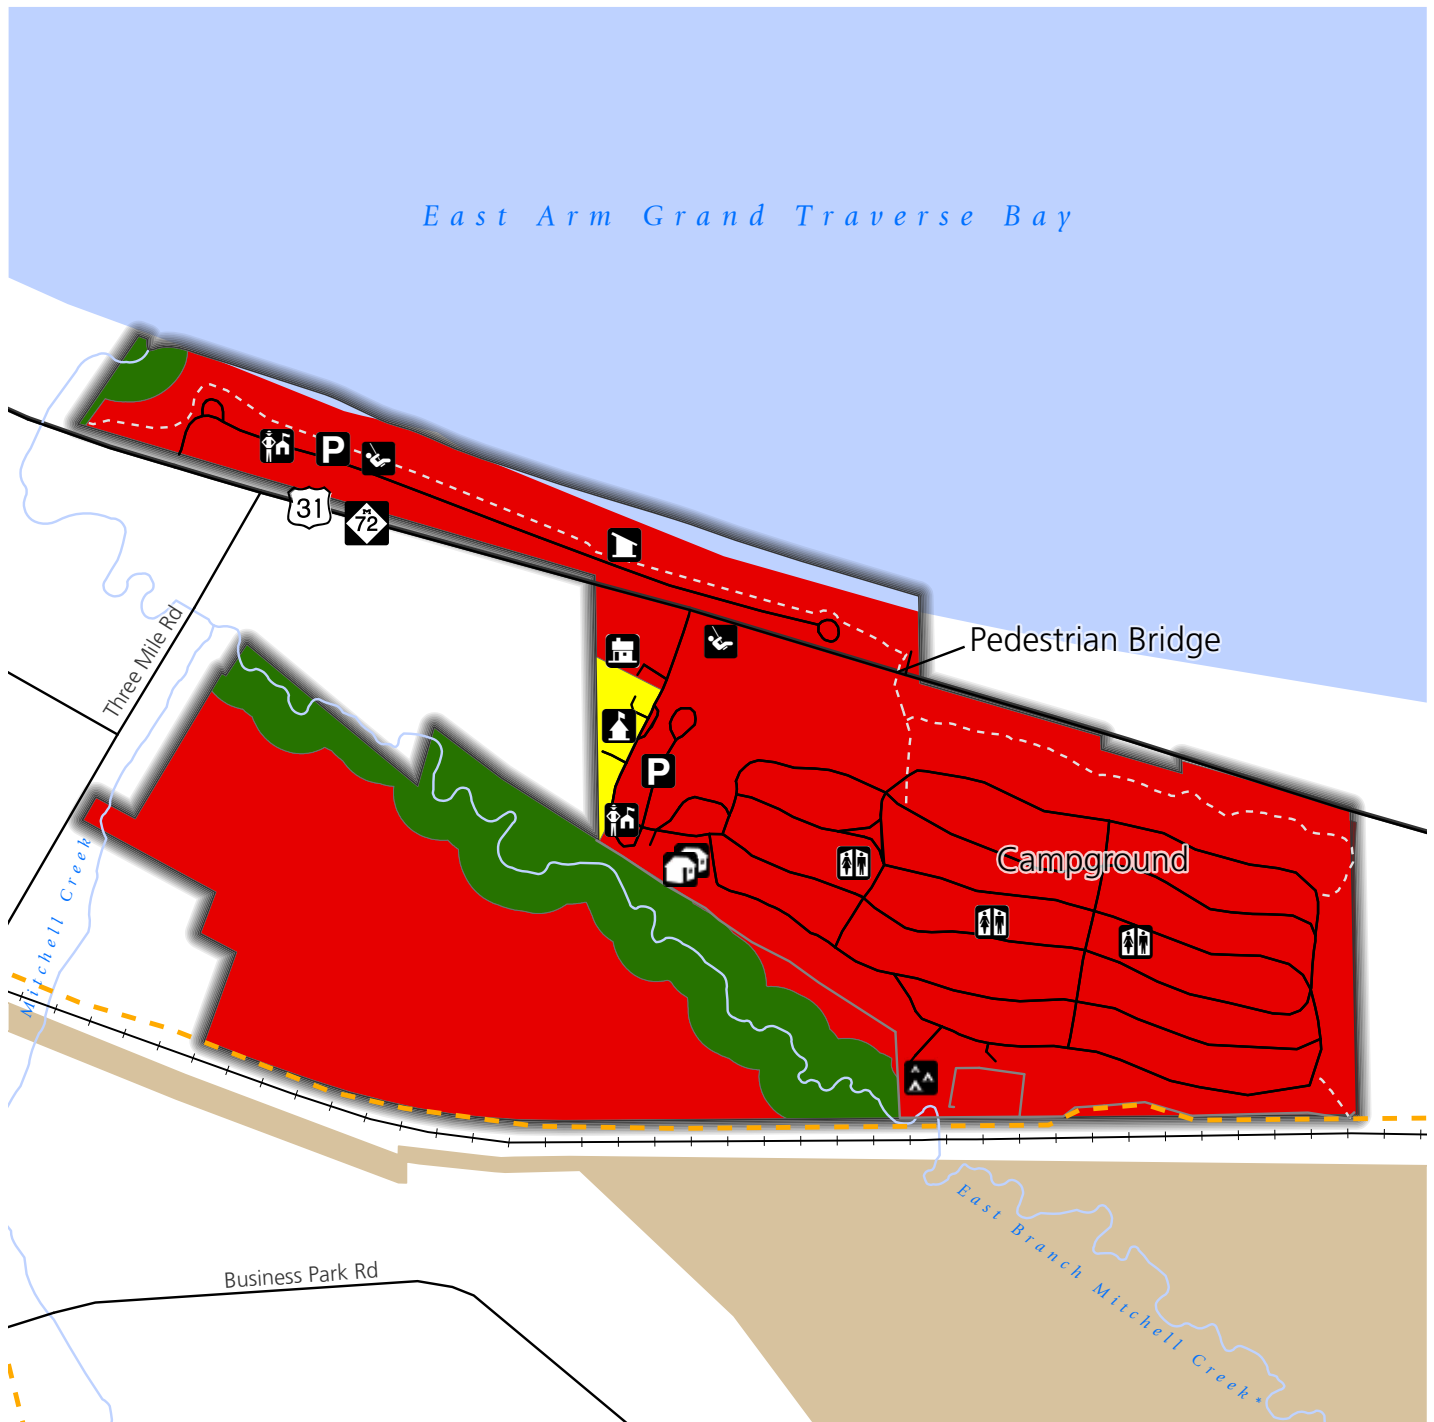 East Arm Grand Traverse Bay
P
31
M
72
Pedestrian Bridge
Three Mile Rd
P
Campground
Mitchell Creek
East Branch Mitchell Creek*
Business Park Rd